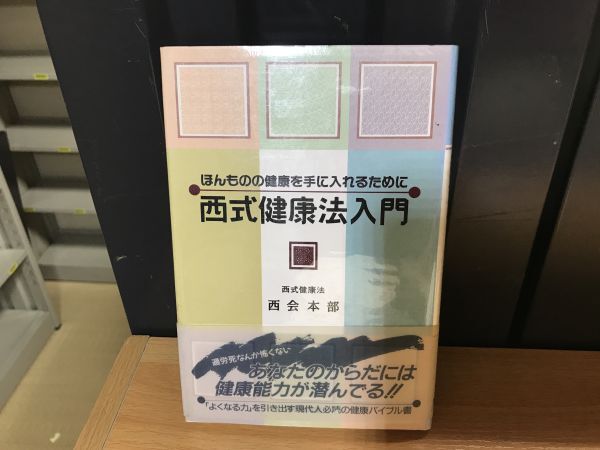 ほんものの健康を手に入れるために
西式健康法入門
西式健康法
西会本部
過労死なんか怖くない
あなたのからだには
健康能力が潜んでる!!
「よくなる力」を引き出す現代人必読の健康バイブル書